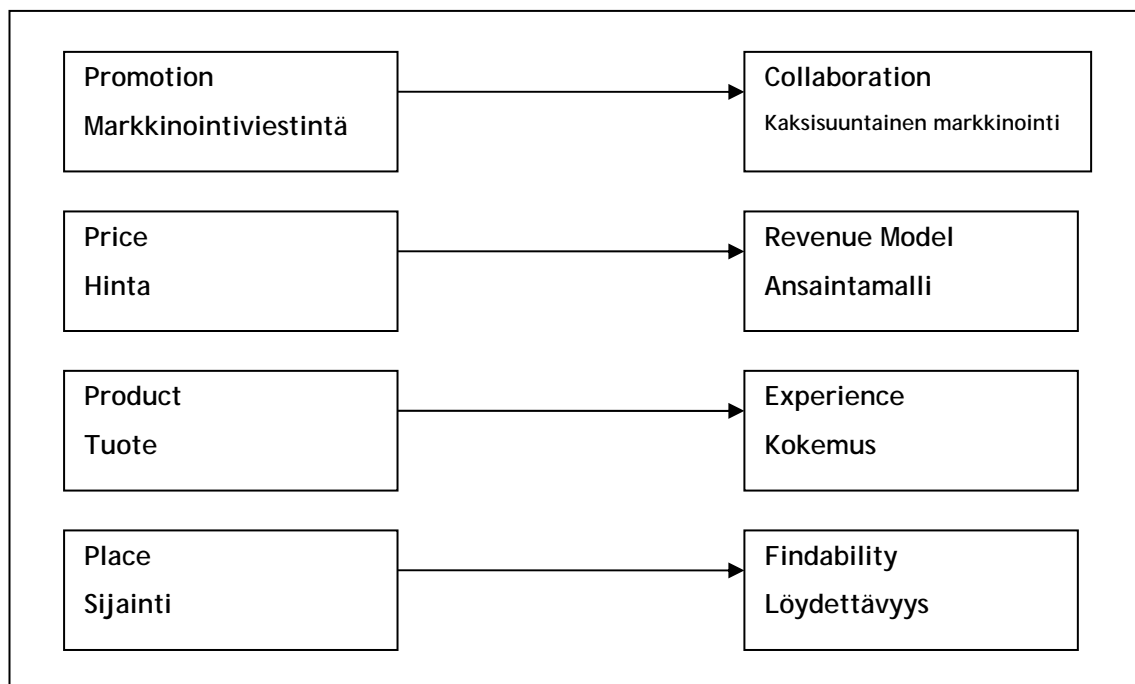 Promotion
Markkinointiviestintä
Collaboration
Kaksisuuntainen markkinointi
Price
Hinta
Revenue Model
Ansaintamalli
Product
Tuote
Experience
Kokemus
Place
Sijainti
Findability
Löydettävyys